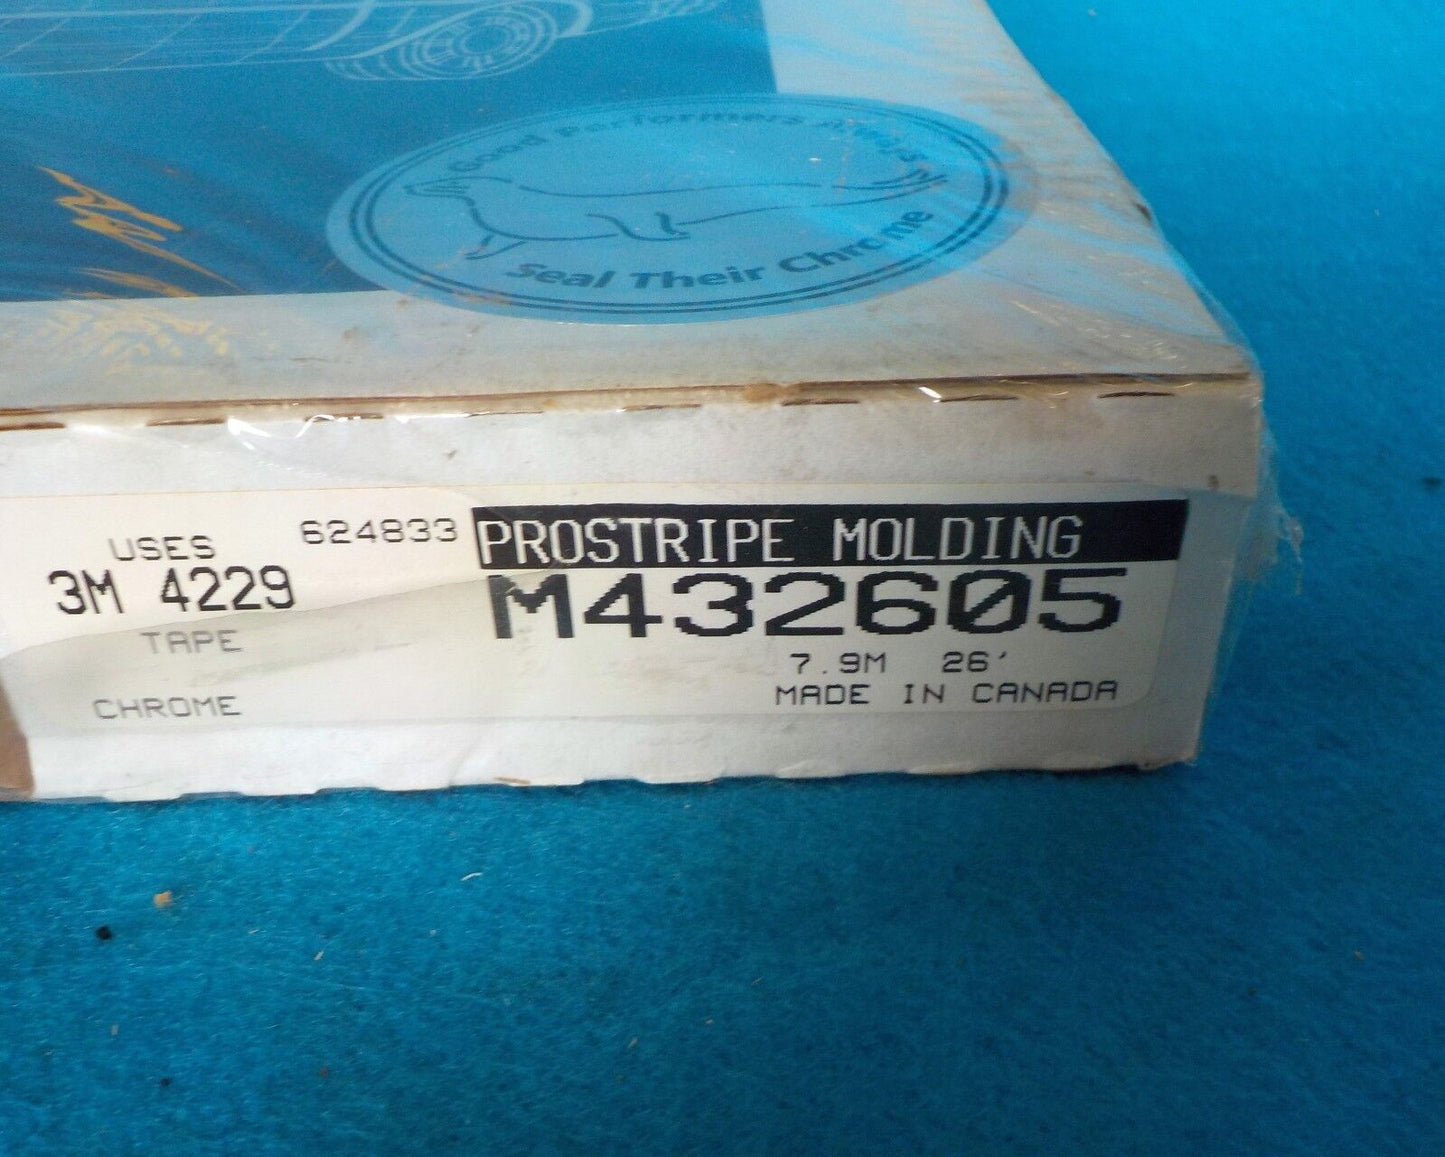 Good Performers Always
Seal Their Chrome
USES
3M 4229
TAPE
CHROME
624833
PROSTRIPE MOLDING
M432605
7.9M 26'
MADE IN CANADA